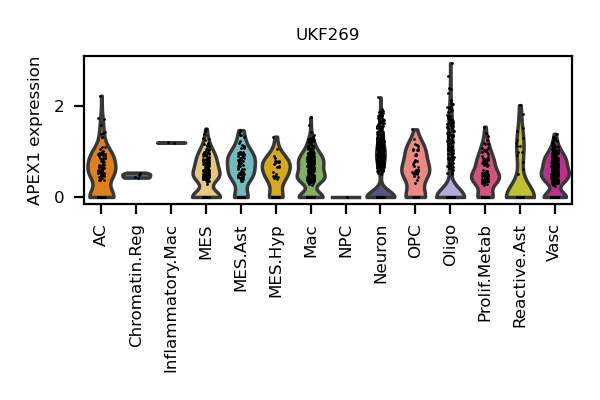 UKF269
APEX1 expression
2
0
AC
Chromatin.Reg
Inflammatory.Mac
MES
MES.Ast
MES.Hyp
Mac
NPC
Neuron
OPC
Oligo
Prolif.Metab
Reactive.Ast
Vasc